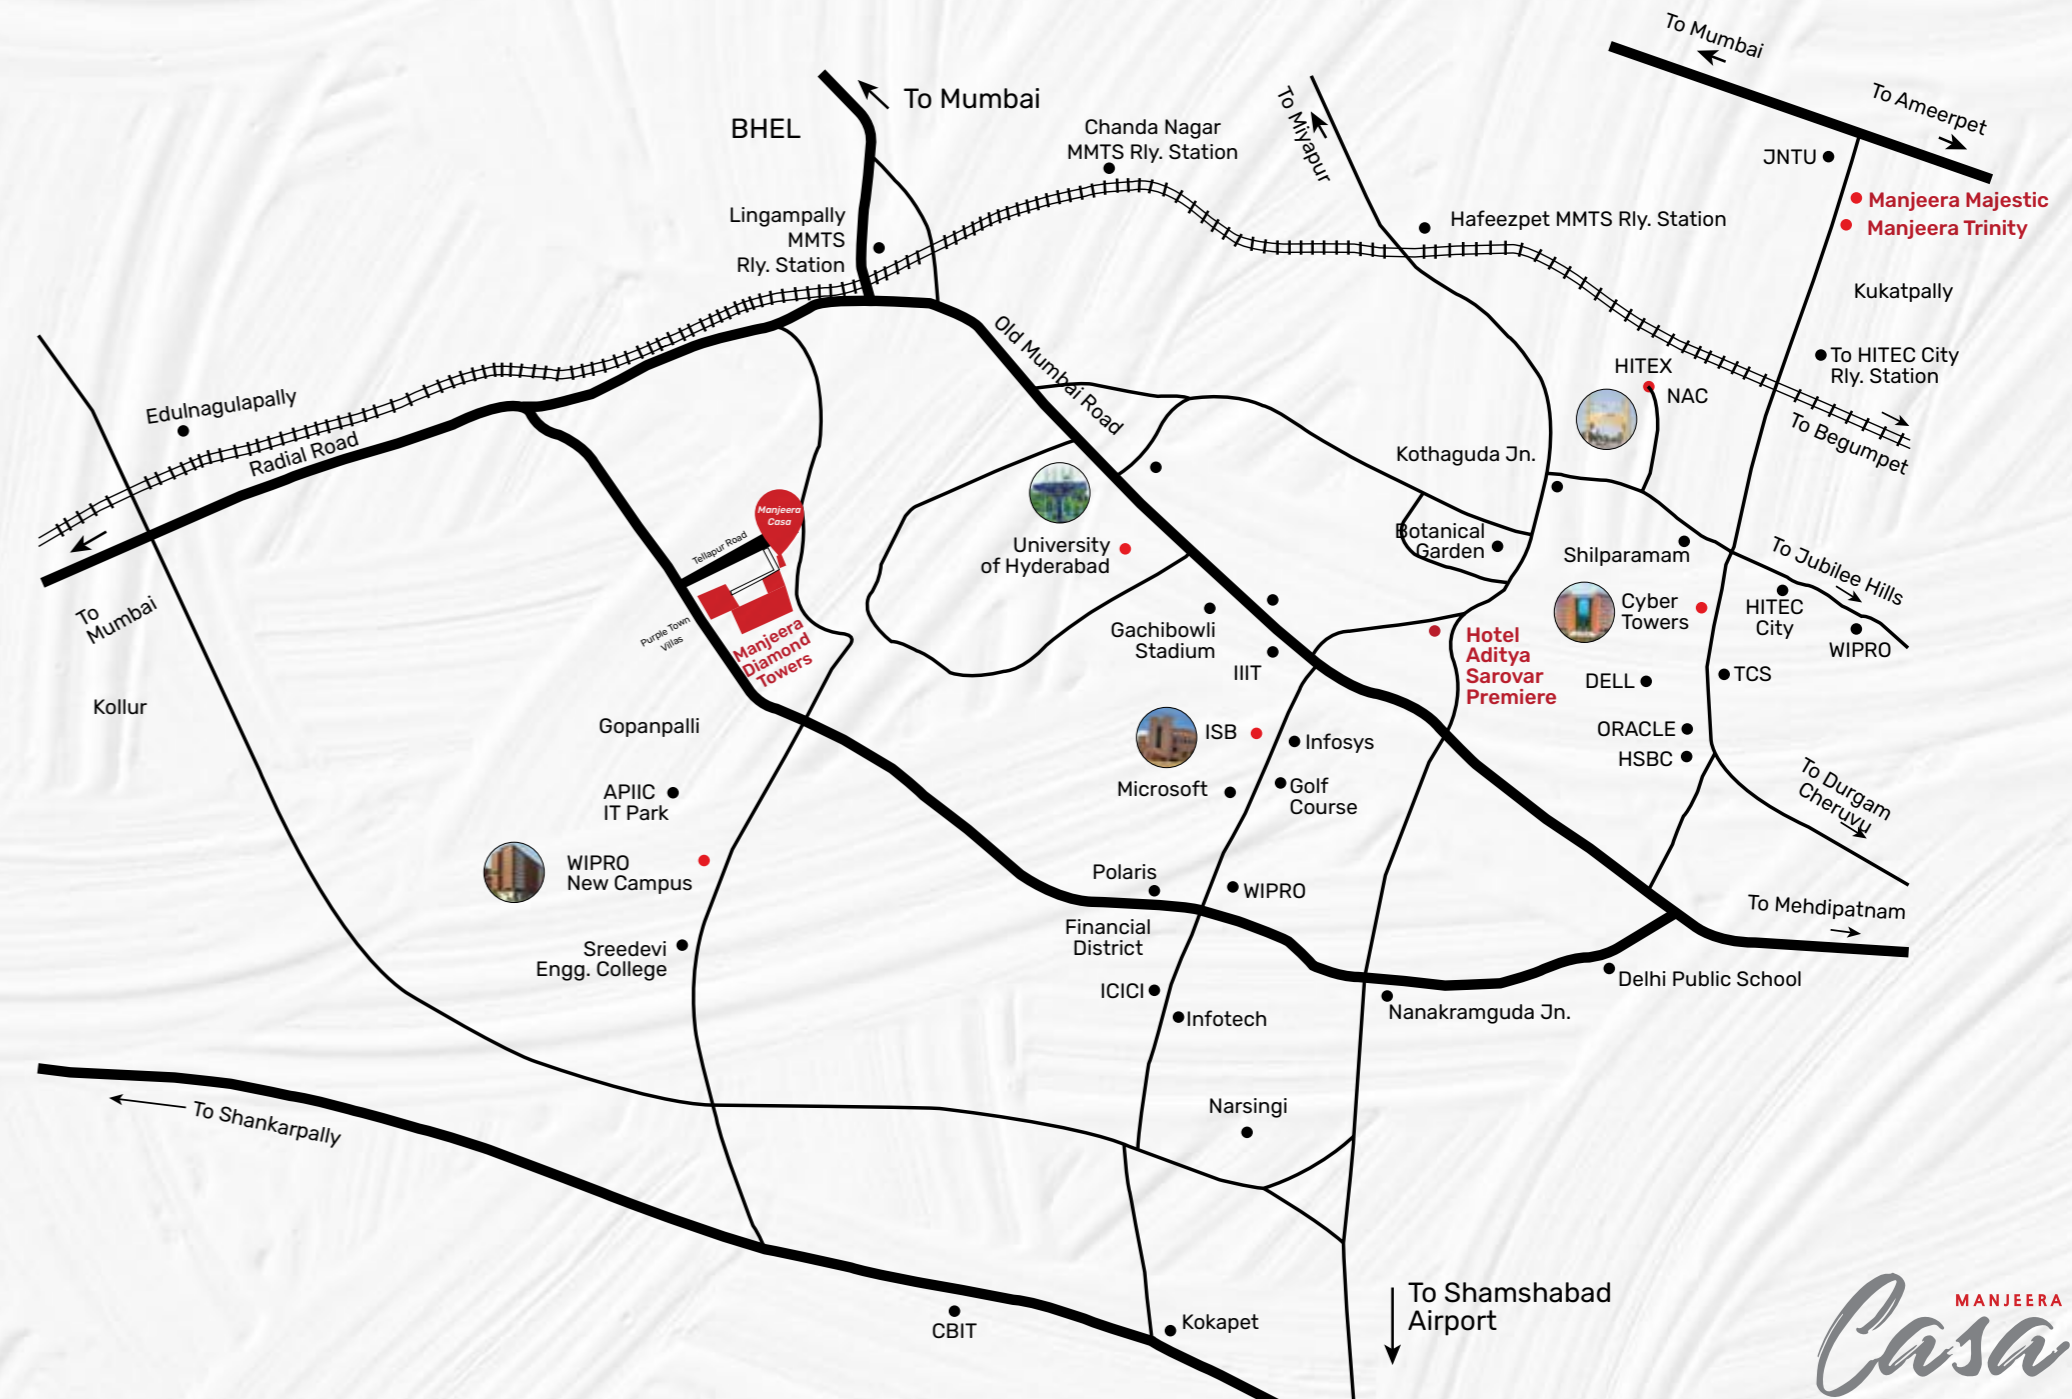 To Mumbai
To Ameerpet
BHEL
To Mumbai
Chanda Nagar
MMTS Rly. Station
To Miyapur
JNTU
Manjeera Majestic
Manjeera Trinity
Lingampally
MMTS
Rly. Station
Hafeezpet MMTS Rly. Station
Kukatpally
Old Mumbai Road
To HITEC City
Rly. Station
HITEX
NAC
To Begumpet
Edulnagulapally
Radial Road
Kothaguda Jn.
Manjeera
Casa
Tellapur Road
University
of Hyderabad
Botanical
Garden
Shilparamam
To Jubilee Hills
To
Mumbai
Purple Town
Villas
Manjeera
Diamond
Towers
Gachibowli
Stadium
IIIT
Hotel
Aditya
Sarovar
Premiere
Cyber
Towers
HITEC
City
WIPRO
DELL
TCS
Kollur
Gopanpalli
ISB
Infosys
ORACLE
HSBC
APIIC
IT Park
Microsoft
Golf
Course
To Durgam
Cheruvu
WIPRO
New Campus
Polaris
WIPRO
To Mehdipatnam
Financial
District
Sreedevi
Engg. College
Delhi Public School
ICICI
Infotech
Nanakramguda Jn.
To Shankarpally
Narsingi
To Shamshabad
Airport
CBIT
Kokapet
MANJEERA
Casa